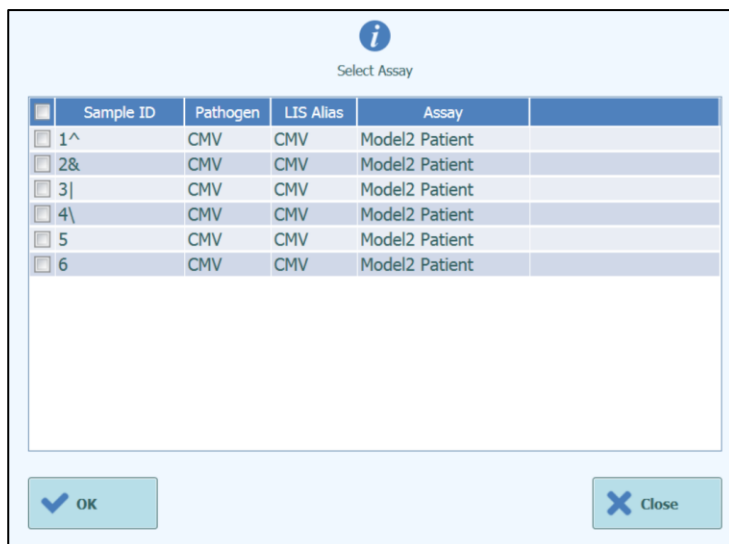 Select Assay
Sample ID Pathogen LIS Alias Assay
1^ CMV CMV Model2 Patient
2& CMV CMV Model2 Patient
3| CMV CMV Model2 Patient
4\ CMV CMV Model2 Patient
5 CMV CMV Model2 Patient
6 CMV CMV Model2 Patient
OK Close